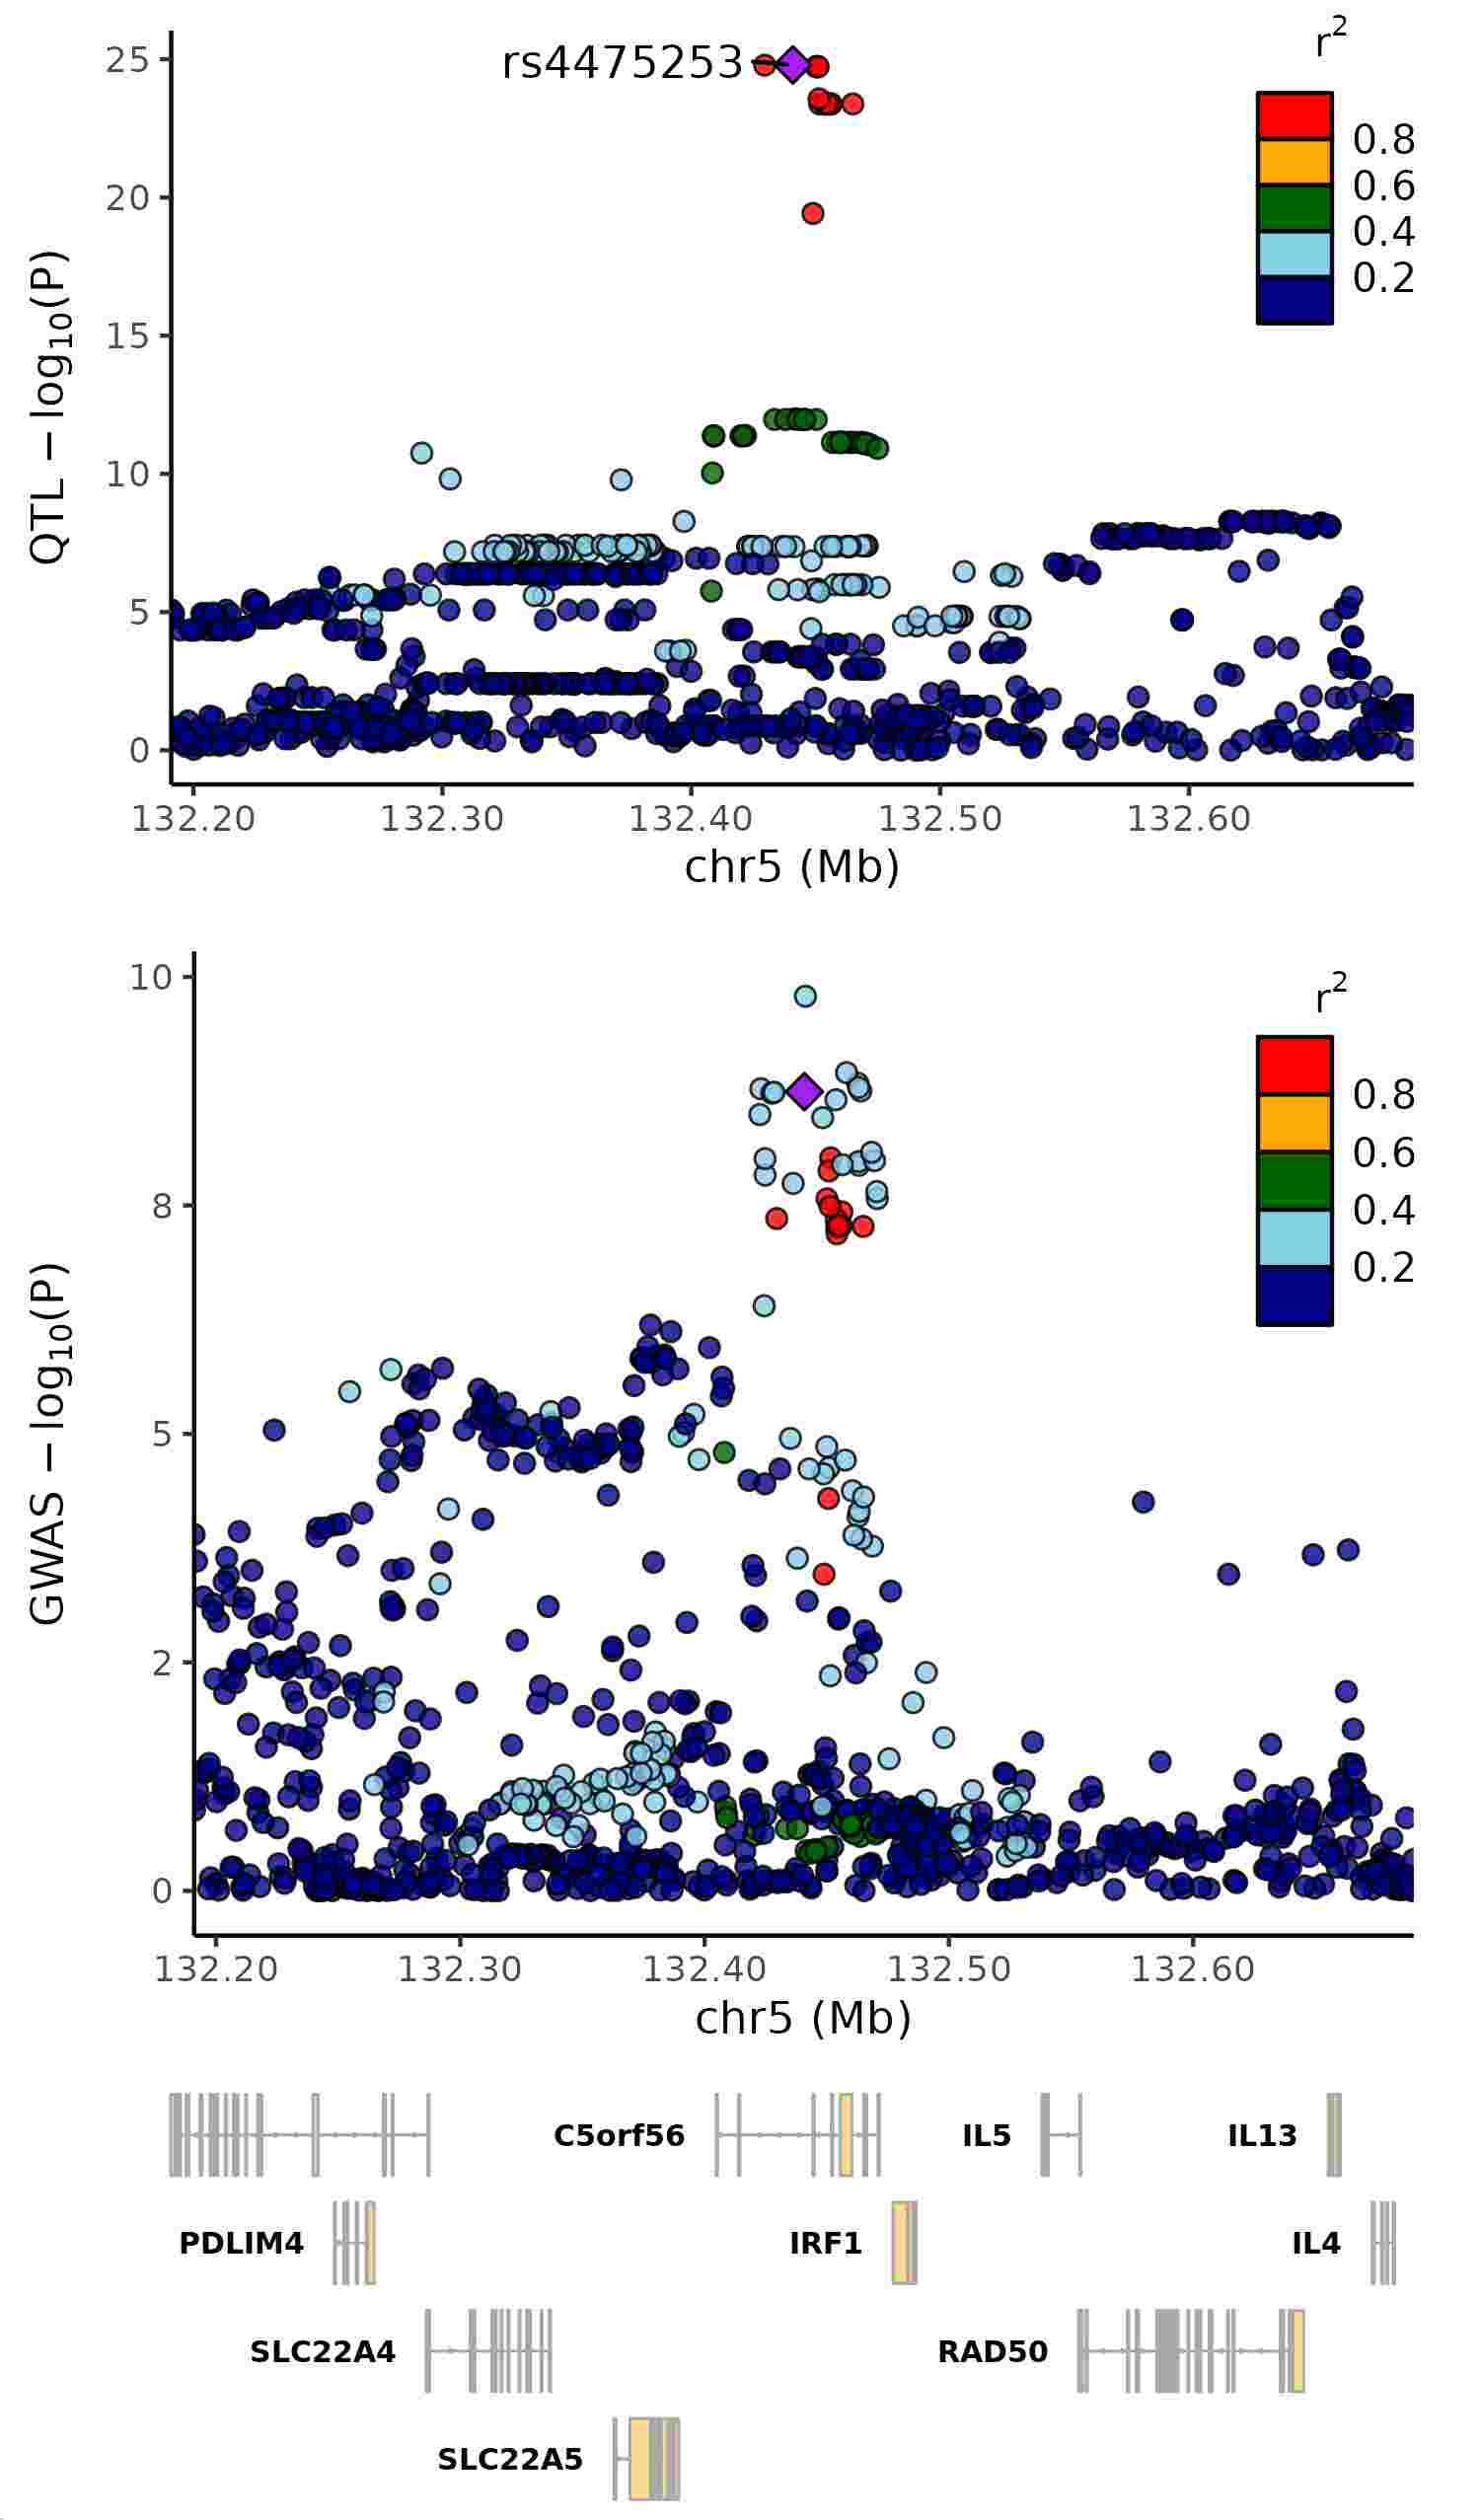 r²
25
rs4475253
0.8
0.6
0.4
0.2
20
15
10
5
0
QTL − log₁₀(P)
132.20 132.30 132.40 132.50 132.60
chr5 (Mb)
r²
10
0.8
0.6
0.4
0.2
8
5
2
0
GWAS − log₁₀(P)
132.20 132.30 132.40 132.50 132.60
chr5 (Mb)
C5orf56 IL5 IL13
PDLIM4 IRF1 IL4
SLC22A4 RAD50
SLC22A5